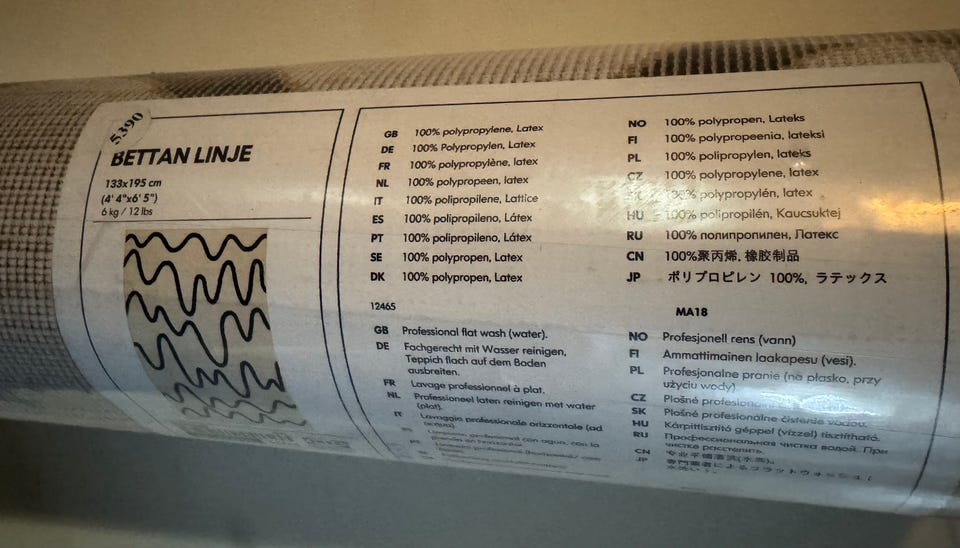 5390
BETTAN LINJE
133x195 cm
(4' 4"x6' 5")
6 kg / 12 lbs
GB 100% polypropylene, Latex
DE 100% Polypropylen, Latex
FR 100% polypropylène, latex
NL 100% polypropeen, latex
IT 100% polipropilene, Lattice
ES 100% polipropileno, Látex
PT 100% polipropileno, Látex
SE 100% polypropen, Latex
DK 100% polypropen, Latex
12465
GB Professional flat wash (water).
DE Fachgerecht mit Wasser reinigen,
Teppich flach auf dem Boden
ausbreiten.
FR Lavage professionnel à plat.
NL Professioneel laten reinigen met water
(plat).
IT Lavaggio professionale orizzontale (ad
NO 100% polypropen, Lateks
FI 100% polypropeenia, lateksi
PL 100% polipropylen, lateks
CZ 100% polypropylene, latex
100% polypropylén, latex
HU 100% polipropilén, Kaucsuktej
RU 100% полипропилен, Латекс
CN 100%聚丙烯, 橡胶制品
JP ポリプロピレン 100%, ラテックス
MA18
NO Profesjonell rens (vann)
FI Ammattimainen laakapesu (vesi).
PL Profesjonalne pranie (na płasko, przy
użyciu wody)
CZ Plošné
SK Plošné profesionálne čistenie vodou.
HU Kárpittisztító géppel (vízzel) tisztítható.
RU Профессиональная чистка водой. При
чистке расстелить.
CN
JP